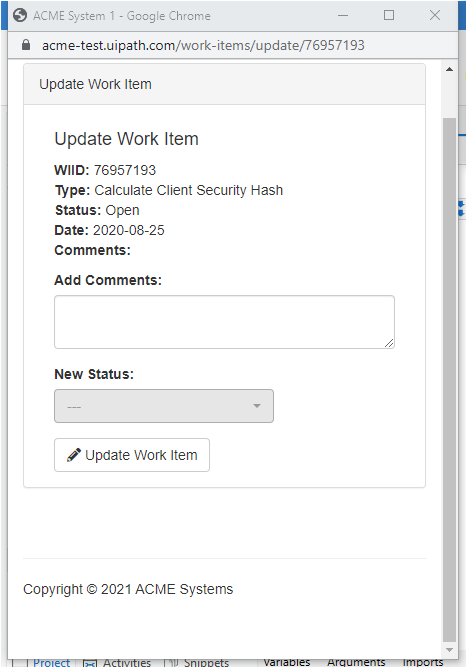 ACME System 1 - Google Chrome
acme-test.uipath.com/work-items/update/76957193
Update Work Item
Update Work Item
WIID: 76957193
Type: Calculate Client Security Hash
Status: Open
Date: 2020-08-25
Comments:
Add Comments:
New Status:
---
Update Work Item
Copyright © 2021 ACME Systems
Project Activities Snippets Variables Arguments Imports